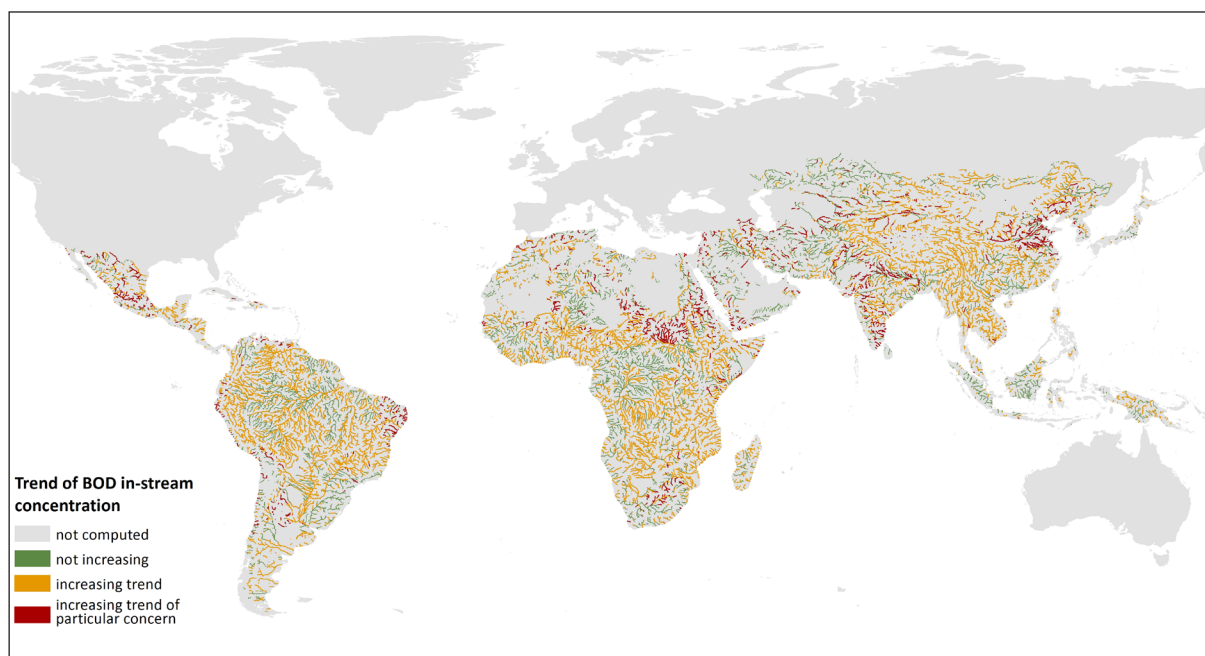 Trend of BOD in-stream
concentration
not computed
not increasing
increasing trend
increasing trend of
particular concern